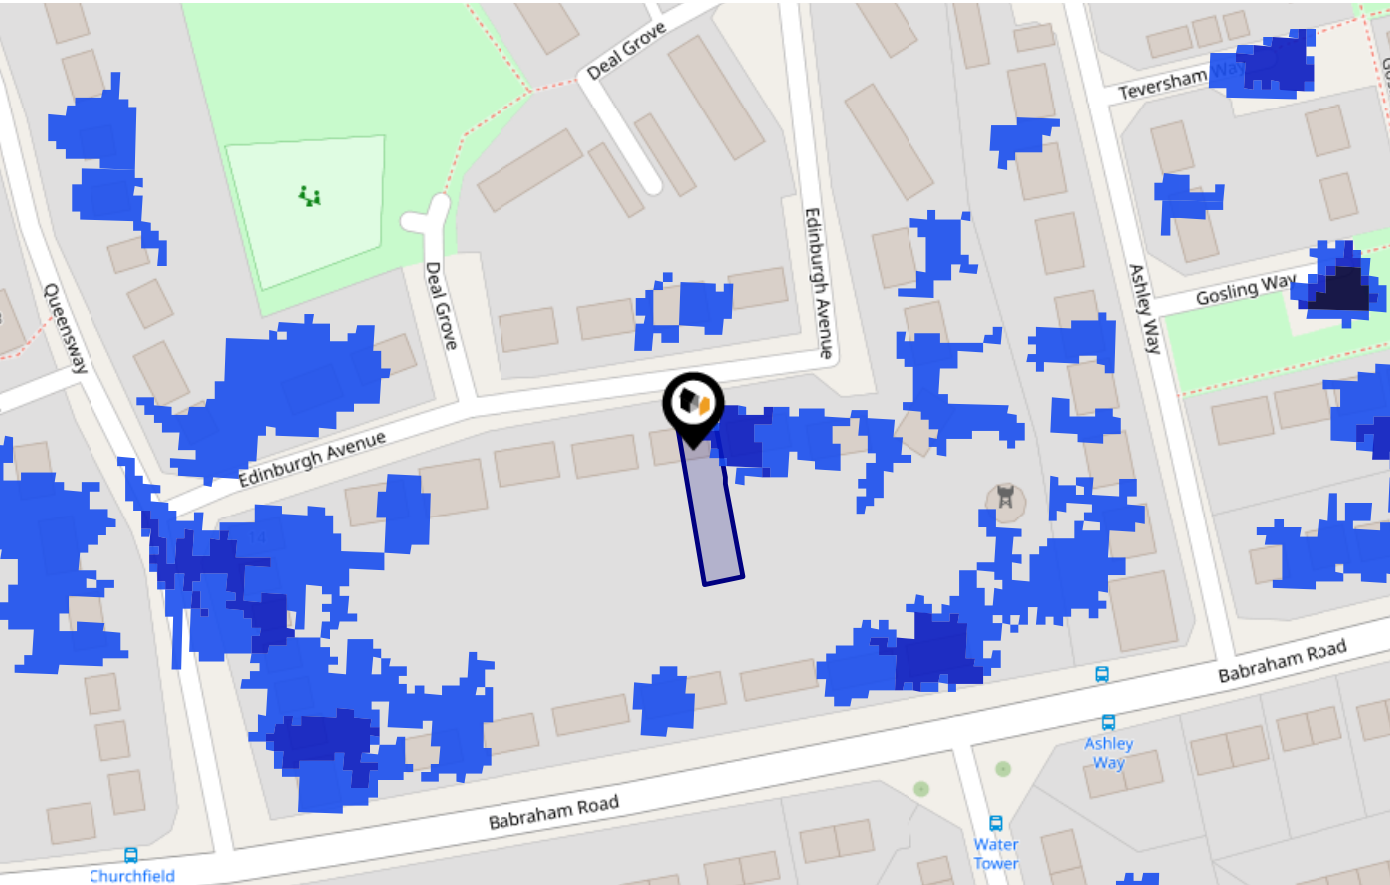 Deal Grove
Teversham Way
Edinburgh Avenue
Deal Grove
Queensway
Ashley Way
Gosling Way
Edinburgh Avenue
14
Babraham Road
Ashley
Way
Babraham Road
Water
Tower
Churchfield